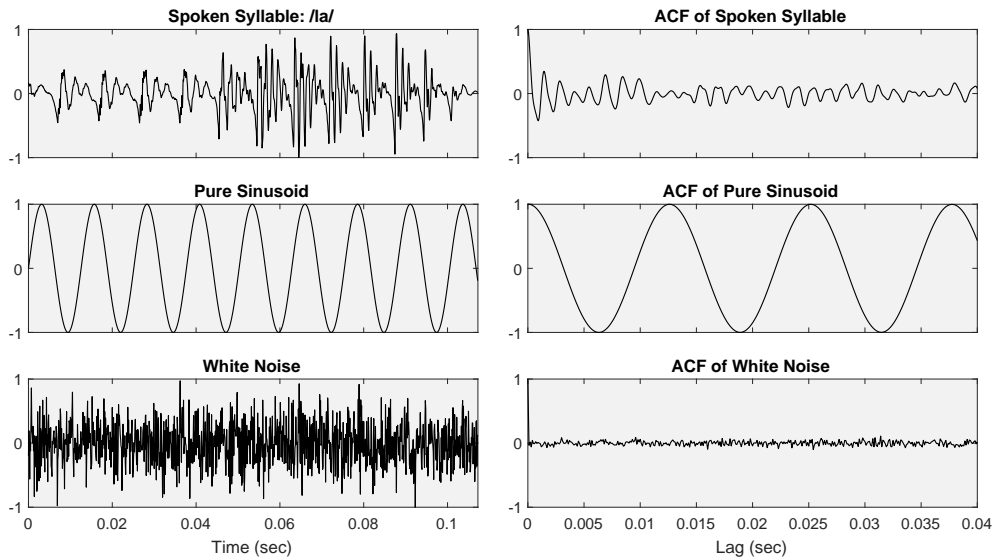 Spoken Syllable: /la/
1
0
-1
ACF of Spoken Syllable
1
0
-1
Pure Sinusoid
1
0
-1
ACF of Pure Sinusoid
1
0
-1
White Noise
1
0
-1
0 0.02 0.04 0.06 0.08 0.1
Time (sec)
ACF of White Noise
1
0
-1
0 0.005 0.01 0.015 0.02 0.025 0.03 0.035 0.04
Lag (sec)